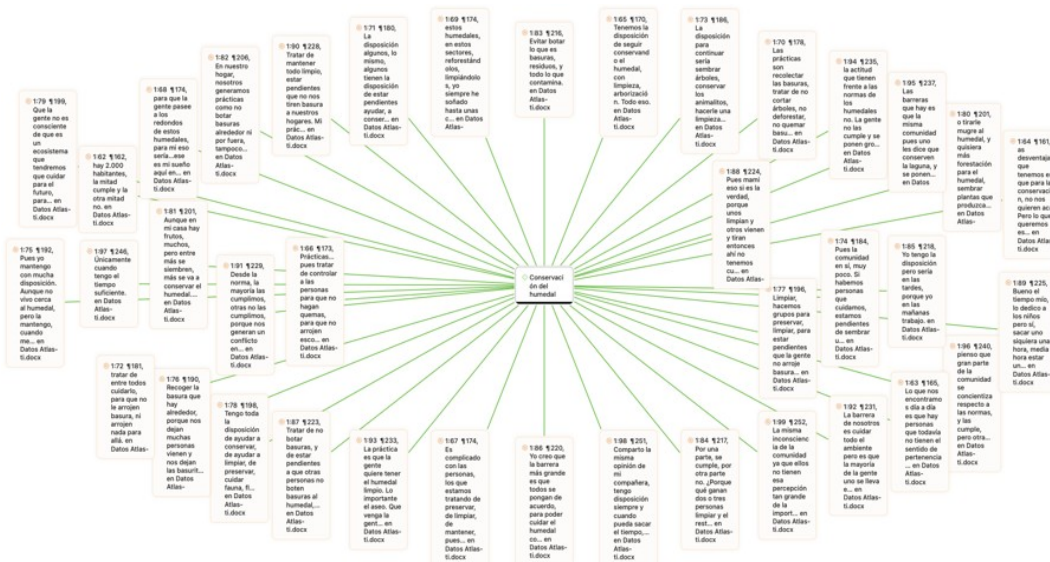 1:69 ¶174,
estos
humedales,
en estos
sectores,
reforestánd
olos,
limpiándolo
s, yo
siempre he
soñado
hasta unas
c... en
Datos Atlas-
1:65 ¶170,
Tenemos la
disposición
de seguir
conservand
o el
humedal,
con
limpieza,
arborizació
n. Todo eso.
en Datos
Atlas-
ti.docx
1:73 ¶186,
La
disposición
para
continuar
sería
sembrar
árboles,
conservar
los
animalitos,
hacerle una
limpieza...
en Datos
Atlas-
ti.docx
1:71 ¶180,
La
disposición
algunos, lo
mismo,
algunos
tienen la
disposición
de estar
pendientes
ayudar, a
conser... en
Datos Atlas-
ti.docx
1:83 ¶216,
Evitar botar
lo que es
basuras,
residuos, y
todo lo que
contamina.
en Datos
Atlas-
ti.docx
1:70 ¶178,
Las
prácticas
son
recolectar
las basuras,
tratar de no
cortar
árboles, no
deforestar,
no quemar
basu... en
Datos Atlas-
ti.docx
1:90 ¶228,
Tratar de
mantener
todo limpio,
estar
pendientes
que no nos
tiren basura
a nuestros
hogares. Mi
prác... en
Datos Atlas-
ti.docx
1:82 ¶206,
En nuestro
hogar,
nosotros
generamos
prácticas
como no
botar
basuras
alrededor ni
por fuera,
tampoco...
en Datos
Atlas-
ti.docx
1:94 ¶235,
la actitud
que tienen
frente a las
normas de
los
humedales
no. La gente
no las
cumple y se
ponen gro...
en Datos
Atlas-
ti.docx
1:68 ¶174,
para que la
gente pasee
a los
redondos
de estos
humedales,
para mí eso
sería...ese
es mi sueño
aquí en... en
Datos Atlas-
ti.docx
1:95 ¶237,
Las
barreras
que hay es
que la
misma
comunidad
pues uno
les dice que
conserven
la laguna, y
se ponen...
en Datos
1:79 ¶199,
Que la
gente no es
consciente
de que es
un
ecosistema
que
tendremos
que cuidar
para el
futuro,
para... en
Datos Atlas-
ti.docx
1:80 ¶201,
o tirarle
mugre al
humedal, y
quisiera
más
forestación
para el
humedal,
sembrar
plantas que
produzca...
en Datos
Atlas-
1:64 ¶161,
as
desventaja
que
tenemos e
que para la
conservaci
n, no nos
quieren ac
Pero lo que
queremos
es... en
Datos Atlas
ti.docx
1:62 ¶162,
hay 2.000
habitantes,
la mitad
cumple y la
otra mitad
no. en
Datos Atlas-
ti.docx
1:88 ¶224,
Pues mami
eso si es la
verdad,
porque
unos
limpian y
otros vienen
y tiran
entonces
ahí no
tenemos
cu... en
Datos Atlas-
ti.docx
1:81 ¶201,
Aunque en
mi casa hay
frutos,
muchos,
pero entre
más se
siembren,
más se va a
conservar el
humedal....
en Datos
Atlas-
ti.docx
1:74 ¶184,
Pues la
comunidad
en sí, muy
poco. Si
habemos
personas
que
cuidamos,
estamos
pendientes
de sembrar
u... en
Datos Atlas-
ti.docx
1:75 ¶192,
Pues yo
mantengo
con mucha
disposición.
Aunque no
vivo cerca
al humedal,
pero la
mantengo,
cuando
me... en
Datos Atlas-
ti.docx
1:97 ¶246,
Únicamente
cuando
tengo el
tiempo
suficiente.
en Datos
Atlas-
ti.docx
1:66 ¶173,
Prácticas...
pues tratar
de controlar
a las
personas
para que no
hagan
quemas,
para que no
arrojen
esco... en
Datos Atlas-
ti.docx
1:85 ¶218,
Yo tengo la
disposición
pero sería
en las
tardes,
porque yo
en las
mañanas
trabajo. en
Datos Atlas-
ti.docx
1:91 ¶229,
Desde la
norma, la
mayoría las
cumplimos,
otras no las
cumplimos,
porque nos
generan un
conflicto
en... en
Datos Atlas-
ti.docx
Conservaci
ón del
humedal
1:77 ¶196,
Limpiar,
hacemos
grupos para
preservar,
limpiar, para
estar
pendientes
que la gente
no arroje
basura... en
Datos Atlas-
ti.docx
1:89 ¶225,
Bueno el
tiempo mío,
lo dedico a
los niños
pero sí,
sacar uno
siquiera una
hora, media
hora estar
un... en
Datos Atlas-
ti.docx
1:96 ¶240,
pienso que
gran parte
de la
comunidad
se
concientiza
respecto a
las normas,
y las
cumple,
pero otra...
en Datos
Atlas-
ti.docx
1:72 ¶181,
tratar de
entre todos
cuidarlo,
para que no
le arrojen
basura, ni
arrojen
nada para
allá. en
Datos Atlas-
1:76 ¶190,
Recoger la
basura que
hay
alrededor,
porque nos
dejan
muchas
personas
vienen y
nos dejan
las basurit...
en Datos
Atlas-
1:63 ¶165,
Lo que nos
encontramo
s día a día
es que hay
personas
que todavía
no tienen el
sentido de
pertenencia
... en Datos
Atlas-
ti.docx
1:78 ¶198,
Tengo toda
la
disposición
de ayudar a
conservar,
de ayudar a
limpiar, de
preservar,
cuidar
fauna, fl...
en Datos
Atlas-
ti.docx
1:92 ¶231,
La barrera
de nosotros
es cuidar
todo el
ambiente
pero es que
la mayoría
de la gente
uno se lleva
e... en
Datos Atlas-
ti.docx
1:87 ¶223,
Tratar de no
botar
basuras, y
de estar
pendientes
a que otras
personas no
boten
basuras al
humedal,...
en Datos
Atlas-
ti.docx
1:99 ¶252,
La misma
inconscienc
ia de la
comunidad
ya que ellos
no tienen
esa
percepción
tan grande
de la
import... en
Datos Atlas-
ti.docx
1:93 ¶233,
La práctica
es que la
gente
quiere tener
el humedal
limpio. Lo
importante
el aseo. Que
venga la
gent... en
Datos Atlas-
ti.docx
1:67 ¶174,
Es
complicado
con las
personas,
los que
estamos
tratando de
preservar,
de limpiar,
de
mantener,
pues... en
Datos Atlas-
ti.docx
1:86 ¶220,
Yo creo que
la barrera
más grande
es que
todos se
pongan de
acuerdo,
para poder
cuidar el
humedal
co... en
Datos Atlas-
ti.docx
1:98 ¶251,
Comparto la
misma
opinión de
mi
compañera,
tengo
disposición
siempre y
cuando
pueda sacar
el tiempo,...
en Datos
Atlas-
ti.docx
1:84 ¶217,
Por una
parte, se
cumple, por
otra parte
no. ¿Porque
qué ganan
dos o tres
personas
limpiar y el
rest... en
Datos Atlas-
ti.docx